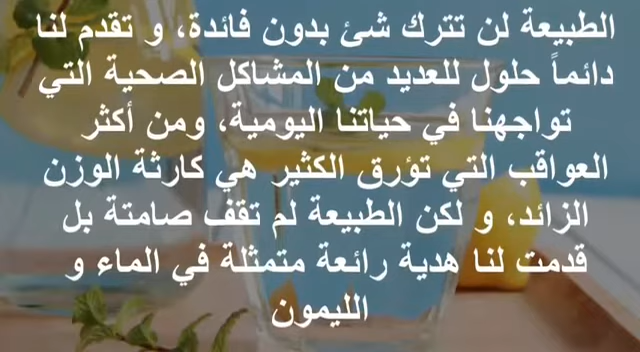 الطبيعة لن تترك شئ بدون فائدة، و تقدم لنا
دائماً حلول للعديد من المشاكل الصحية التي
تواجهنا في حياتنا اليومية، ومن أكثر
العواقب التي تؤرق الكثير هي كارثة الوزن
الزائد، و لكن الطبيعة لم تقف صامتة بل
قدمت لنا هدية رائعة متمثلة في الماء و
الليمون